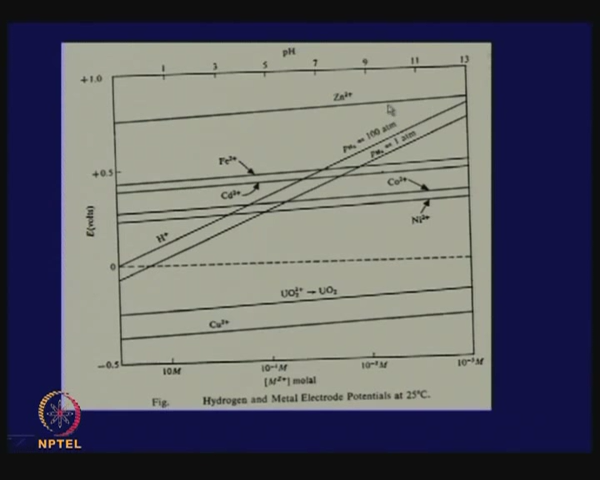 pH
1 3 5 7 9 11 13
+1.0
Zn²⁺
P_H₂ = 100 atm
P_H₂ = 1 atm
Fe²⁺
+0.5
Cd²⁺
Co²⁺
Ni²⁺
E(volts)
H⁺
0
UO₂²⁺ → UO₂
Cu²⁺
−0.5
10M 10⁻¹M 10⁻³M 10⁻⁵M
[M²⁺] molal
Fig. Hydrogen and Metal Electrode Potentials at 25°C.
NPTEL